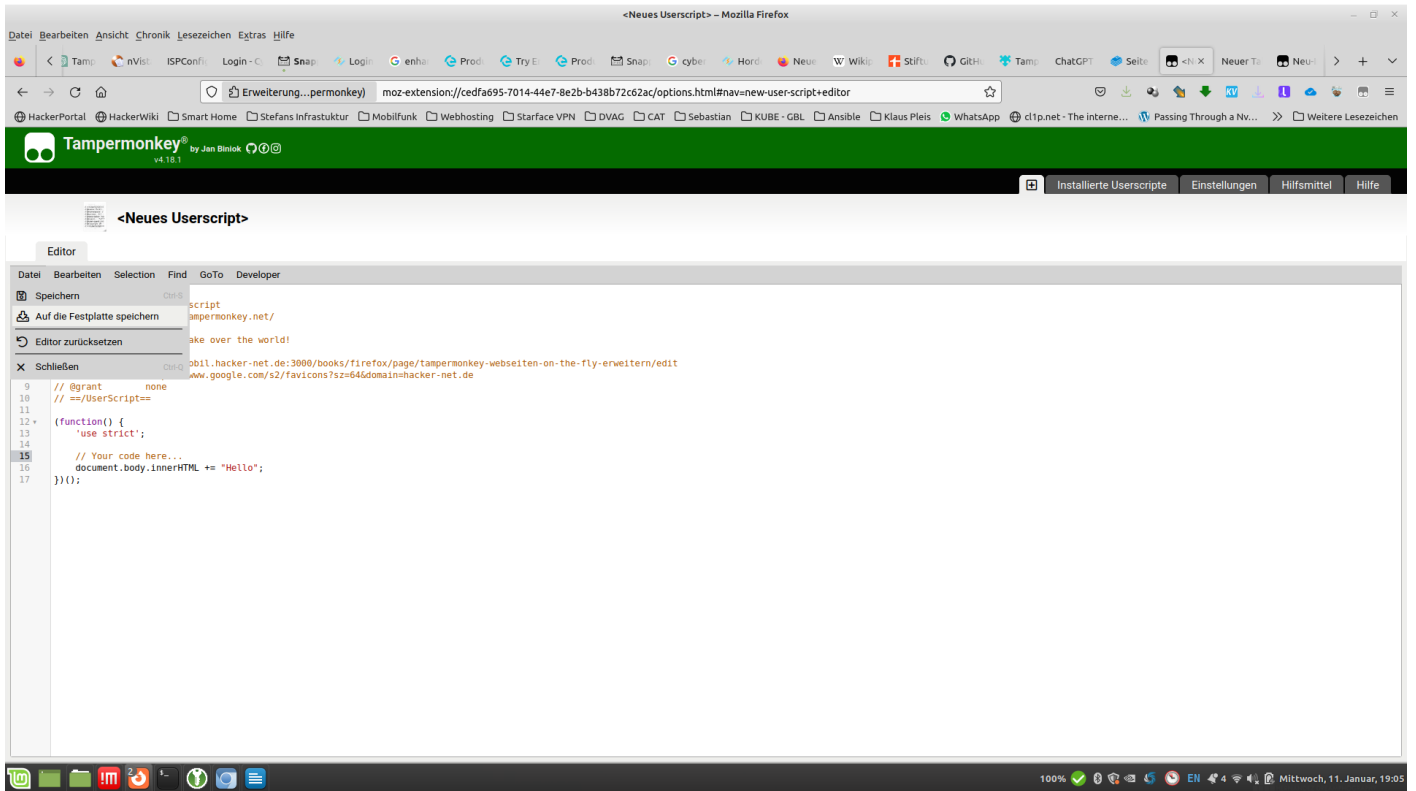 <Neues Userscript> – Mozilla Firefox
Datei Bearbeiten Ansicht Chronik Lesezeichen Extras Hilfe
Tamp nVist ISPConfi Login - Snap Login enha Prod Try E Prod Snap cyber Hord Neue Wikip Stiftu GitHu Tamp ChatGPT Seite <N Neuer Ta Neu-
Erweiterung...permonkey) moz-extension://cedfa695-7014-44e7-8e2b-b438b72c62ac/options.html#nav=new-user-script+editor
HackerPortal HackerWiki Smart Home Stefans Infrastuktur Mobilfunk Webhosting Starface VPN DVAG CAT Sebastian KUBE - GBL Ansible Klaus Pleis WhatsApp cl1p.net - The interne... Passing Through a Nv... Weitere Lesezeichen
Tampermonkey® by Jan Biniok
v4.18.1
Installierte Userscripte Einstellungen Hilfsmittel Hilfe
<Neues Userscript>
Editor
Datei Bearbeiten Selection Find GoTo Developer
Speichern Ctrl-S
script
Auf die Festplatte speichern
ampermonkey.net/
Editor zurücksetzen
ake over the world!
obil.hacker-net.de:3000/books/firefox/page/tampermonkey-webseiten-on-the-fly-erweitern/edit
Schließen Ctrl-Q
www.google.com/s2/favicons?sz=64&domain=hacker-net.de
9 // @grant none
10 // ==/UserScript==
11
12 (function() {
13 'use strict';
14
15 // Your code here...
16 document.body.innerHTML += "Hello";
17 })();
100% EN 4 Mittwoch, 11. Januar, 19:05